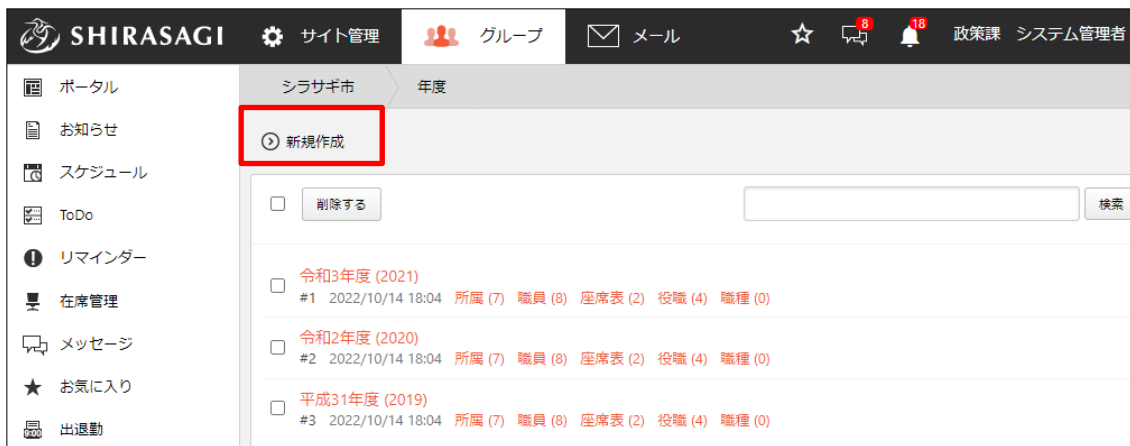 SHIRASAGI サイト管理 グループ メール 8 18 政策課 システム管理者
ポータル
お知らせ
スケジュール
ToDo
リマインダー
在席管理
メッセージ
お気に入り
9:00 出退勤
シラサギ市 年度
新規作成
削除する 検索
令和3年度 (2021)
#1 2022/10/14 18:04 所属 (7) 職員 (8) 座席表 (2) 役職 (4) 職種 (0)
令和2年度 (2020)
#2 2022/10/14 18:04 所属 (7) 職員 (8) 座席表 (2) 役職 (4) 職種 (0)
平成31年度 (2019)
#3 2022/10/14 18:04 所属 (7) 職員 (8) 座席表 (2) 役職 (4) 職種 (0)